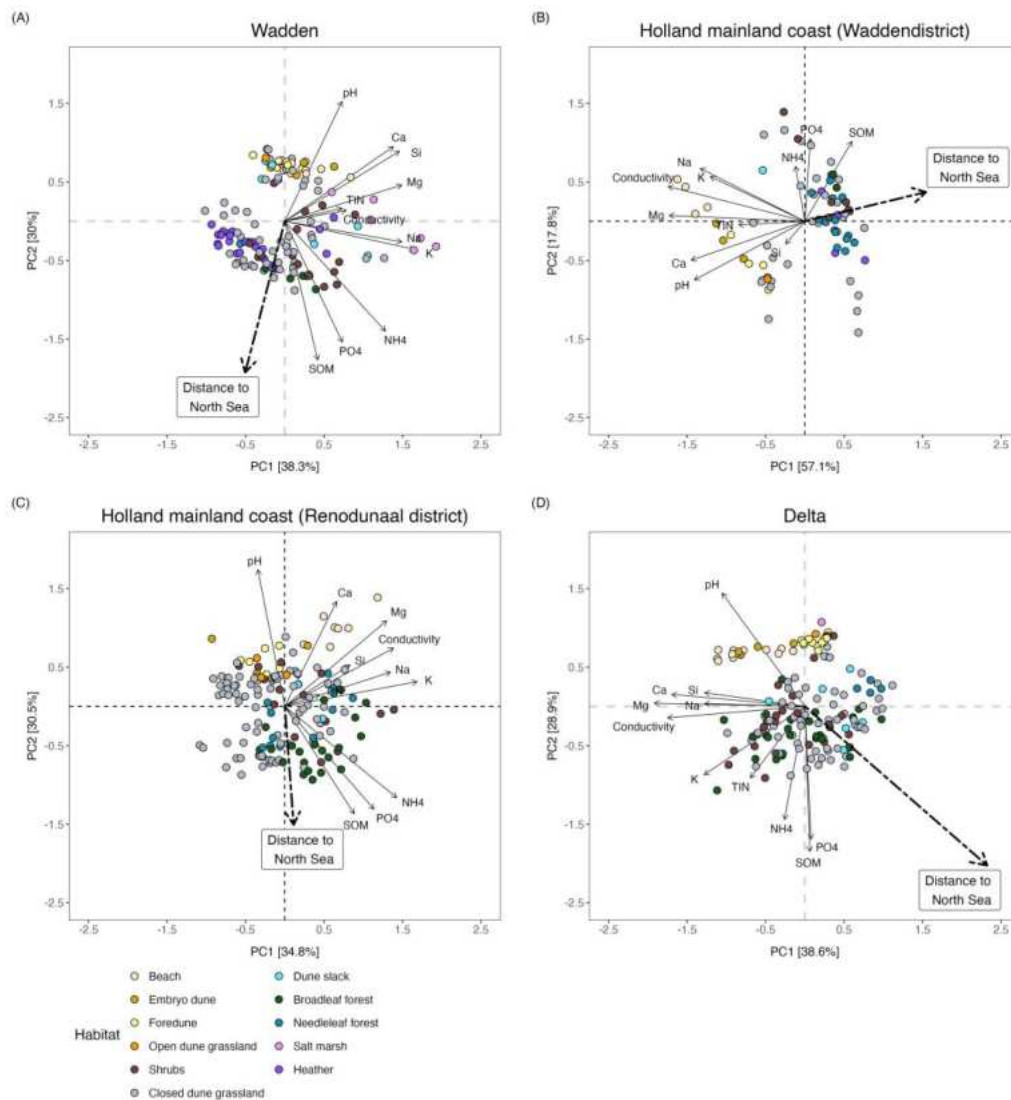 (A)
Wadden
pH
Ca
Si
Mg
TIN
Conductivity
Na
K
NH4
PO4
SOM
Distance to
North Sea
PC2 [30%]
1.5
0.5
-0.5
-1.5
-2.5
-2.5
-1.5
-0.5
0.5
1.5
2.5
PC1 [38.3%]
(B)
Holland mainland coast (Waddendistrict)
PO4
SOM
NH4
Na
K
Conductivity
Mg
TIN
Si
Ca
pH
Distance to
North Sea
PC2 [17.8%]
1.5
0.5
-0.5
-1.5
-2.5
-2.5
-1.5
-0.5
0.5
1.5
2.5
PC1 [57.1%]
(C)
Holland mainland coast (Renodunaal district)
pH
Ca
Mg
Conductivity
Si
Na
K
NH4
PO4
SOM
Distance to
North Sea
PC2 [30.5%]
1.5
0.5
-0.5
-1.5
-2.5
-2.5
-1.5
-0.5
0.5
1.5
2.5
PC1 [34.8%]
(D)
Delta
pH
Ca
Si
Mg
Na
Conductivity
K
TIN
NH4
PO4
SOM
Distance to
North Sea
PC2 [28.9%]
1.5
0.5
-0.5
-1.5
-2.5
-2.5
-1.5
-0.5
0.5
1.5
2.5
PC1 [38.6%]
Habitat
Beach
Embryo dune
Foredune
Open dune grassland
Shrubs
Closed dune grassland
Dune slack
Broadleaf forest
Needleleaf forest
Salt marsh
Heather